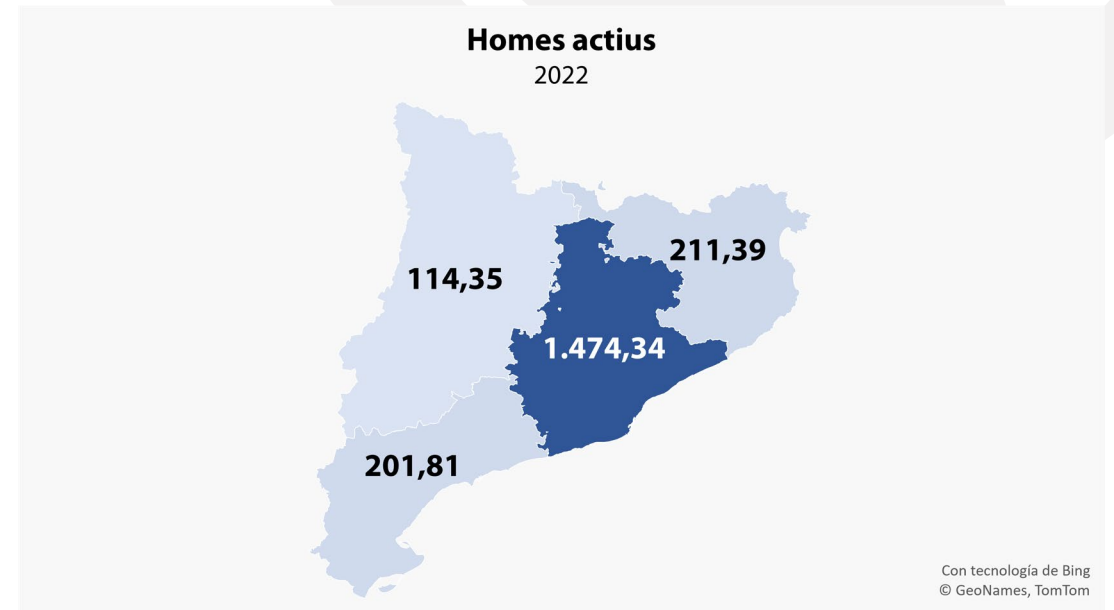 Homes actius
2022
211,39
114,35
1.474,34
201,81
Con tecnología de Bing
© GeoNames, TomTom